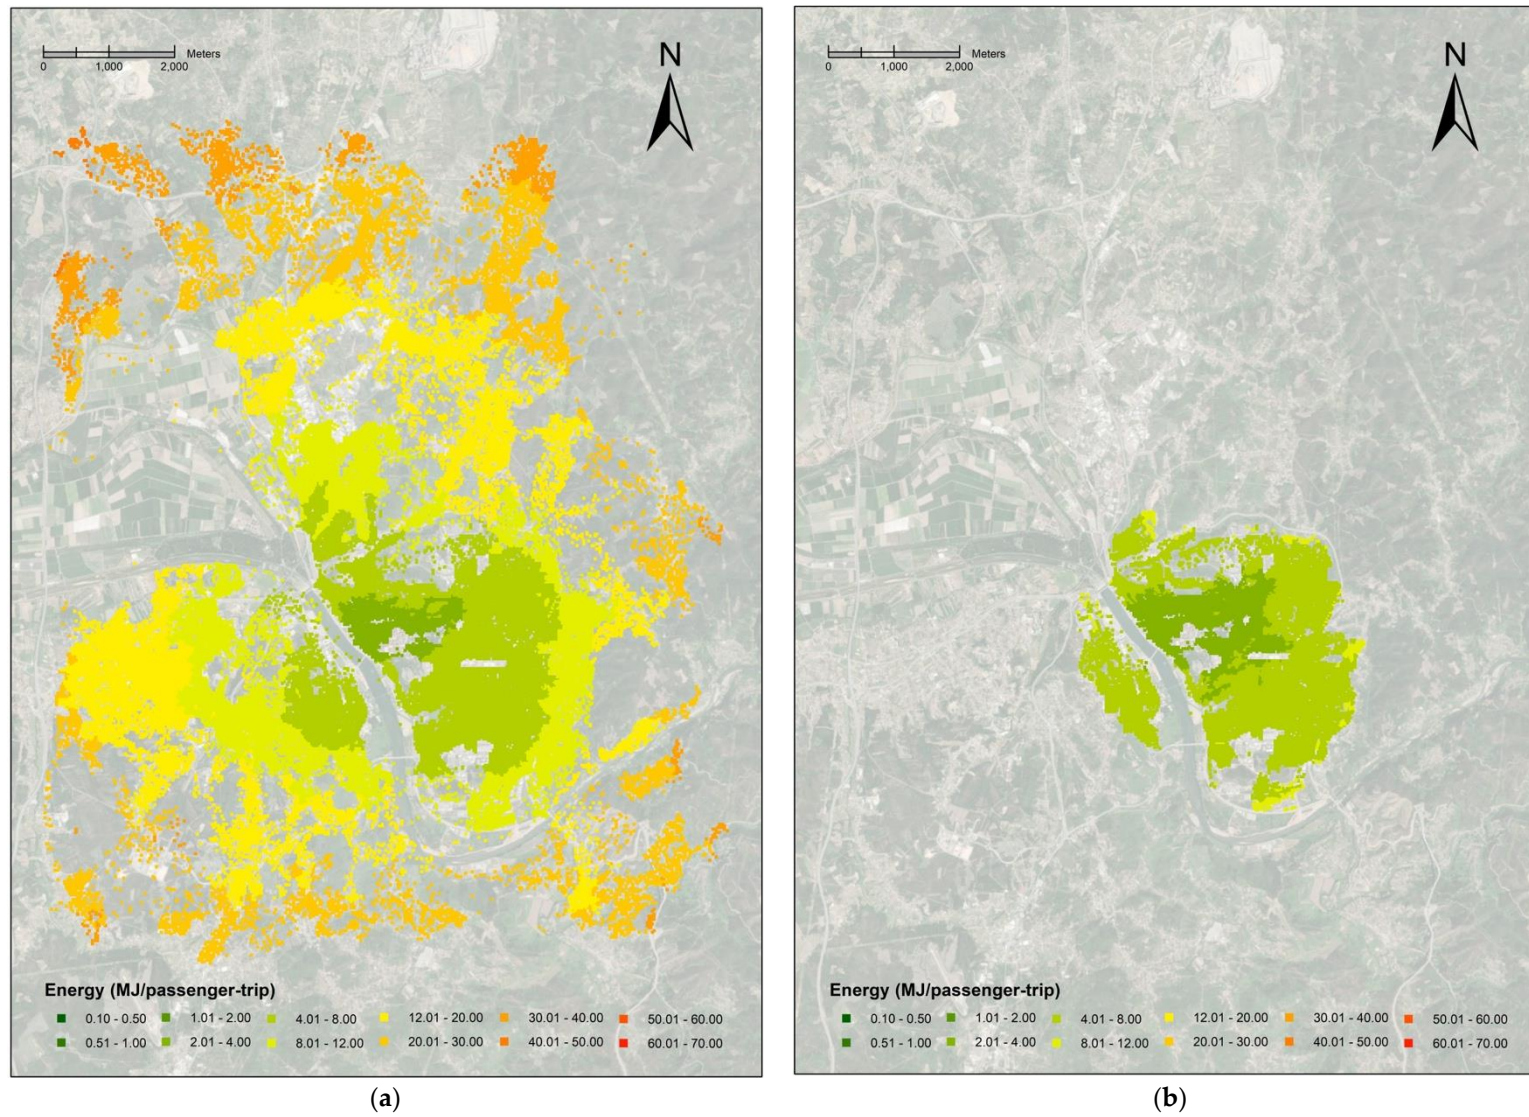 N
Meters
0 1,000 2,000
Energy (MJ/passenger-trip)
0.10 - 0.50 1.01 - 2.00 4.01 - 8.00 12.01 - 20.00 30.01 - 40.00 50.01 - 60.00
0.51 - 1.00 2.01 - 4.00 8.01 - 12.00 20.01 - 30.00 40.01 - 50.00 60.01 - 70.00
(a)
N
Meters
0 1,000 2,000
Energy (MJ/passenger-trip)
0.10 - 0.50 1.01 - 2.00 4.01 - 8.00 12.01 - 20.00 30.01 - 40.00 50.01 - 60.00
0.51 - 1.00 2.01 - 4.00 8.01 - 12.00 20.01 - 30.00 40.01 - 50.00 60.01 - 70.00
(b)